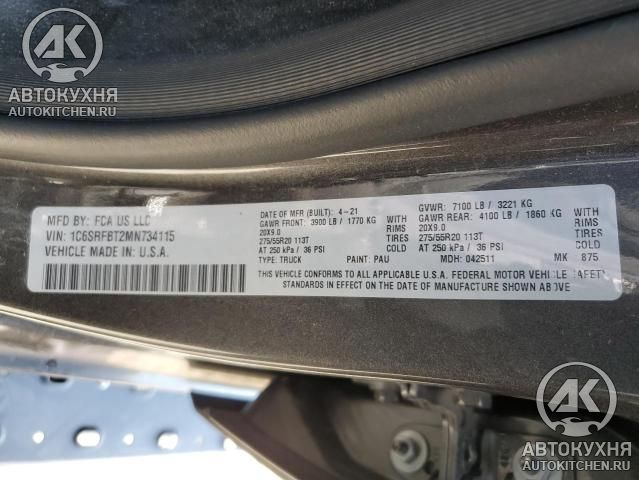 АК
АВТОКУХНЯ
AUTOKITCHEN.RU
MFD BY: FCA US LLC
VIN: 1C6SRFBT2MN734115
VEHICLE MADE IN U.S.A.
DATE OF MFR (BUILT): 4-21
GAWR FRONT: 3900 LB / 1770 KG
20X9.0 RIMS
275/55R20 113T TIRES
AT 250 kPa / 36 PSI COLD
TYPE: TRUCK PAINT: PAU
GVWR: 7100 LB / 3221 KG
GAWR REAR: 4100 LB / 1860 KG
20X9.0 RIMS
275/55R20 113T TIRES
AT 250 kPa / 36 PSI COLD
MDH: 042511 MK 875
THIS VEHICLE CONFORMS TO ALL APPLICABLE U.S.A. FEDERAL MOTOR VEHICLE SAFETY
STANDARDS IN EFFECT ON THE DATE OF MANUFACTURE SHOWN ABOVE
АК
АВТОКУХНЯ
AUTOKITCHEN.RU